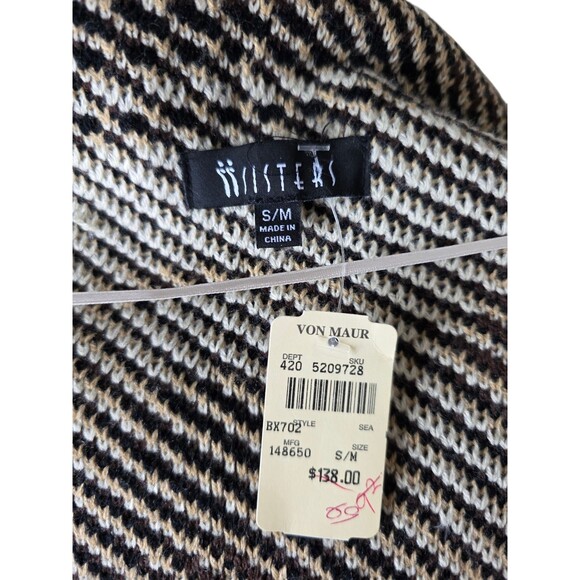 SISTERS
S/M
MADE IN
CHINA
VON MAUR
DEPT SKU
420 5209728
STYLE SEA
BX702
MFG SIZE
148650 S/M
$138.00